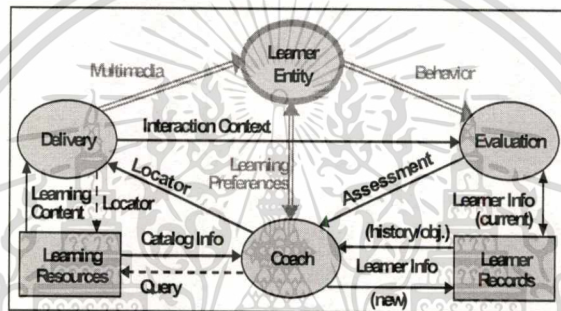 Learner
Entity
Multimedia
Behavior
Delivery
Interaction Context
Evaluation
Learning
Preferences
Locator
Assessment
Learning
Content
Locator
Learner Info
(current)
(history/obj.)
Learning
Resources
Catalog Info
Coach
Learner Info
Learner
Records
Query
(new)